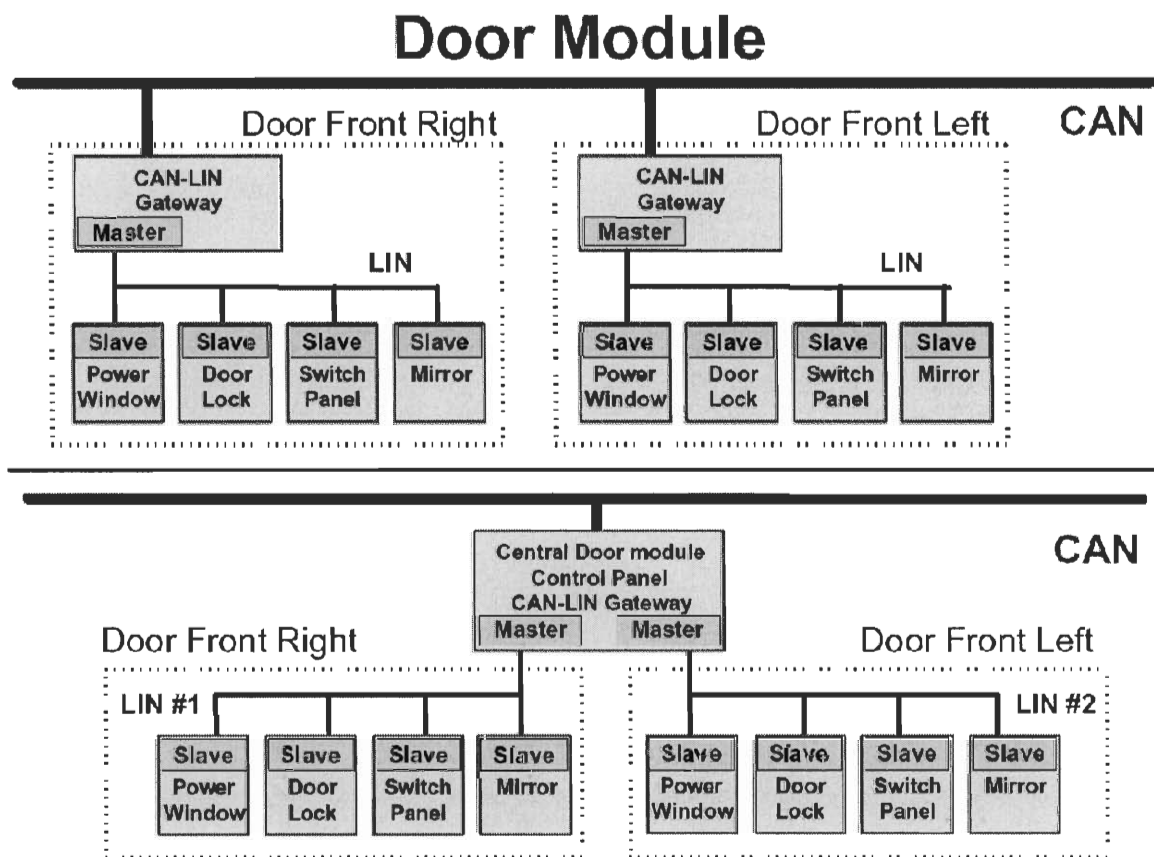 Door Module
CAN
Door Front Right
CAN-LIN
Gateway
Master
LIN
Slave
Power
Window
Slave
Door
Lock
Slave
Switch
Panel
Slave
Mirror
Door Front Left
CAN-LIN
Gateway
Master
LIN
Slave
Power
Window
Slave
Door
Lock
Slave
Switch
Panel
Slave
Mirror
CAN
Central Door module
Control Panel
CAN-LIN Gateway
Master
Master
Door Front Right
LIN #1
Slave
Power
Window
Slave
Door
Lock
Slave
Switch
Panel
Slave
Mirror
Door Front Left
LIN #2
Slave
Power
Window
Slave
Door
Lock
Slave
Switch
Panel
Slave
Mirror